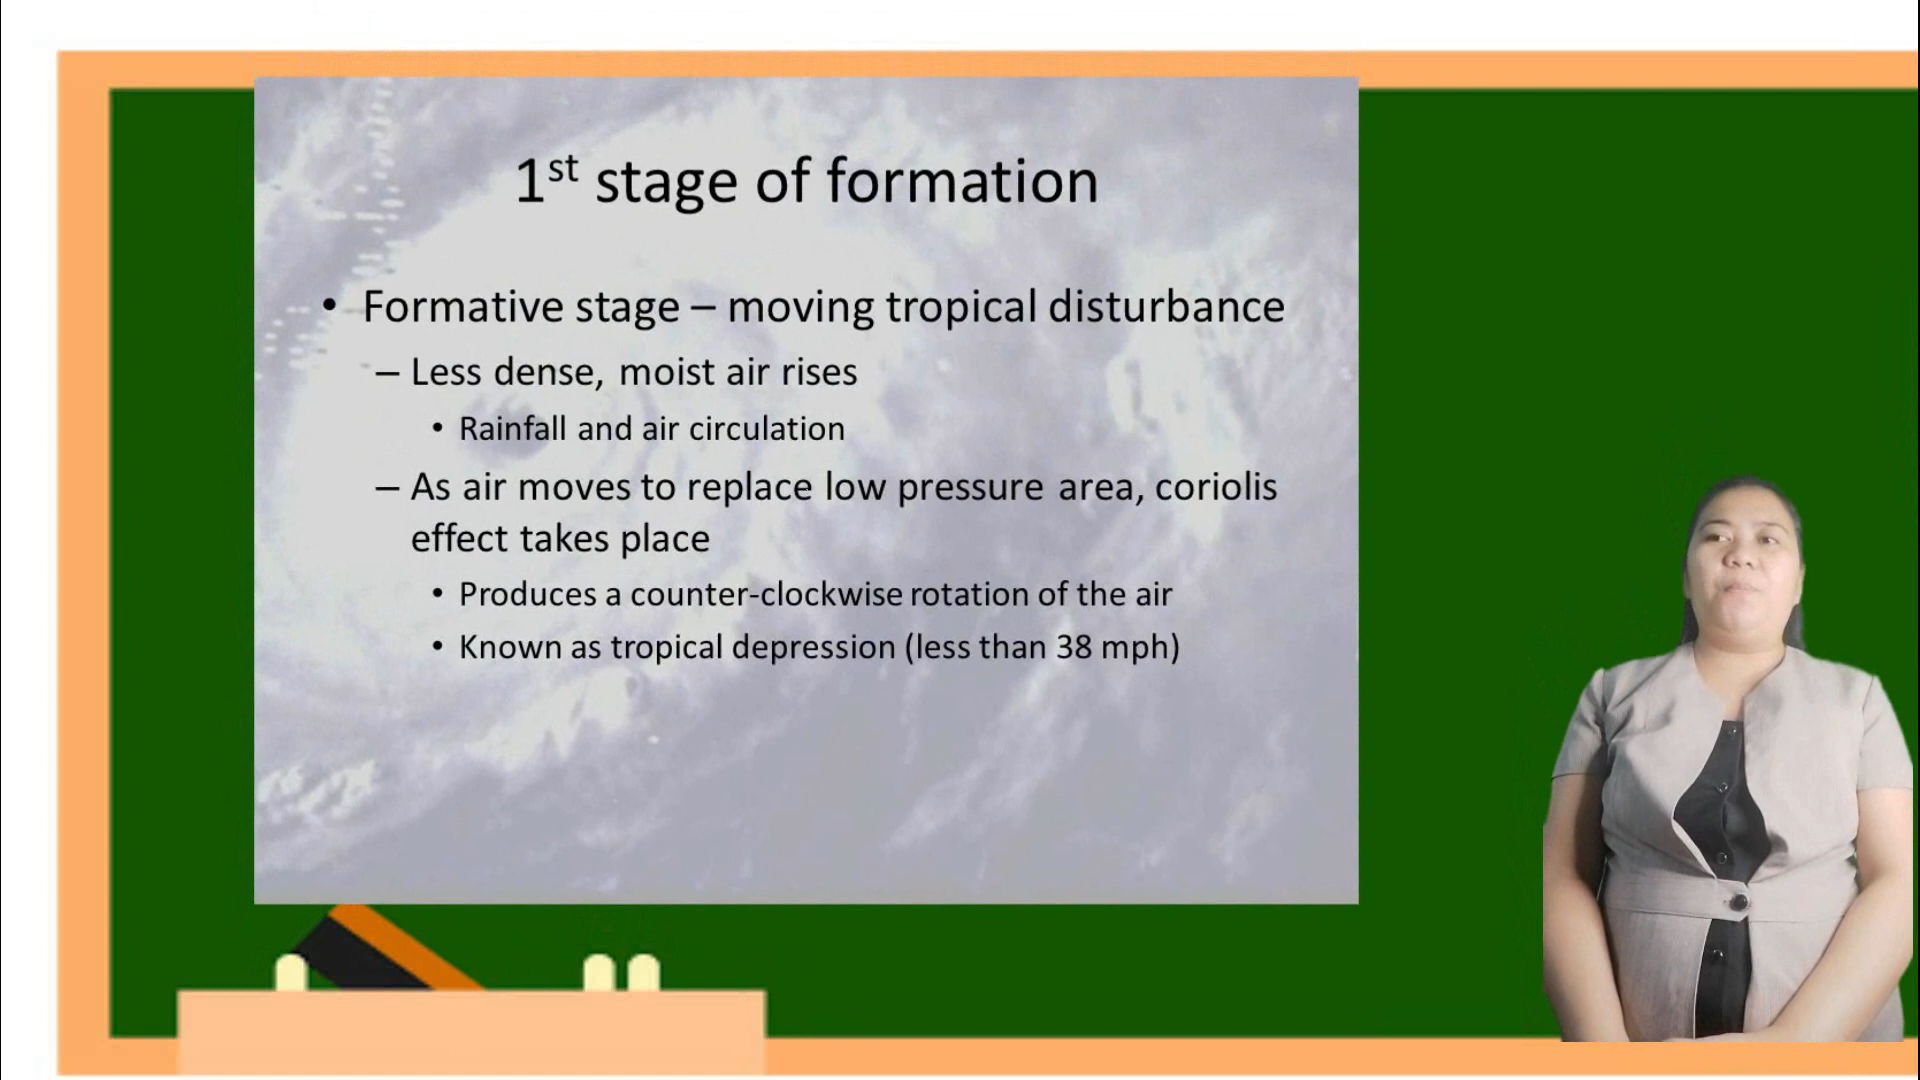 1st stage of formation
• Formative stage – moving tropical disturbance
– Less dense, moist air rises
• Rainfall and air circulation
– As air moves to replace low pressure area, coriolis
effect takes place
• Produces a counter-clockwise rotation of the air
• Known as tropical depression (less than 38 mph)